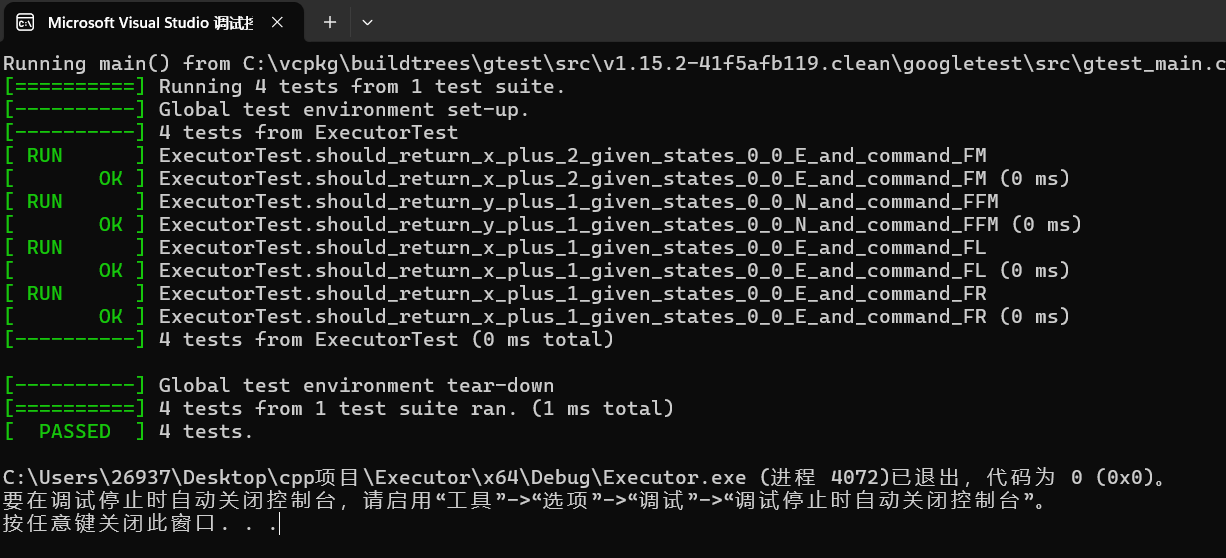 Microsoft Visual Studio 调试
Running main() from C:\vcpkg\buildtrees\gtest\src\v1.15.2-41f5afb119.clean\googletest\src\gtest_main.c
[==========] Running 4 tests from 1 test suite.
[----------] Global test environment set-up.
[----------] 4 tests from ExecutorTest
[ RUN      ] ExecutorTest.should_return_x_plus_2_given_states_0_0_E_and_command_FM
[       OK ] ExecutorTest.should_return_x_plus_2_given_states_0_0_E_and_command_FM (0 ms)
[ RUN      ] ExecutorTest.should_return_y_plus_1_given_states_0_0_N_and_command_FFM
[       OK ] ExecutorTest.should_return_y_plus_1_given_states_0_0_N_and_command_FFM (0 ms)
[ RUN      ] ExecutorTest.should_return_x_plus_1_given_states_0_0_E_and_command_FL
[       OK ] ExecutorTest.should_return_x_plus_1_given_states_0_0_E_and_command_FL (0 ms)
[ RUN      ] ExecutorTest.should_return_x_plus_1_given_states_0_0_E_and_command_FR
[       OK ] ExecutorTest.should_return_x_plus_1_given_states_0_0_E_and_command_FR (0 ms)
[----------] 4 tests from ExecutorTest (0 ms total)
[----------] Global test environment tear-down
[==========] 4 tests from 1 test suite ran. (1 ms total)
[  PASSED  ] 4 tests.
C:\Users\26937\Desktop\cpp项目\Executor\x64\Debug\Executor.exe (进程 4072)已退出，代码为 0 (0x0)。
要在调试停止时自动关闭控制台，请启用“工具”->“选项”->“调试”->“调试停止时自动关闭控制台”。
按任意键关闭此窗口. . .